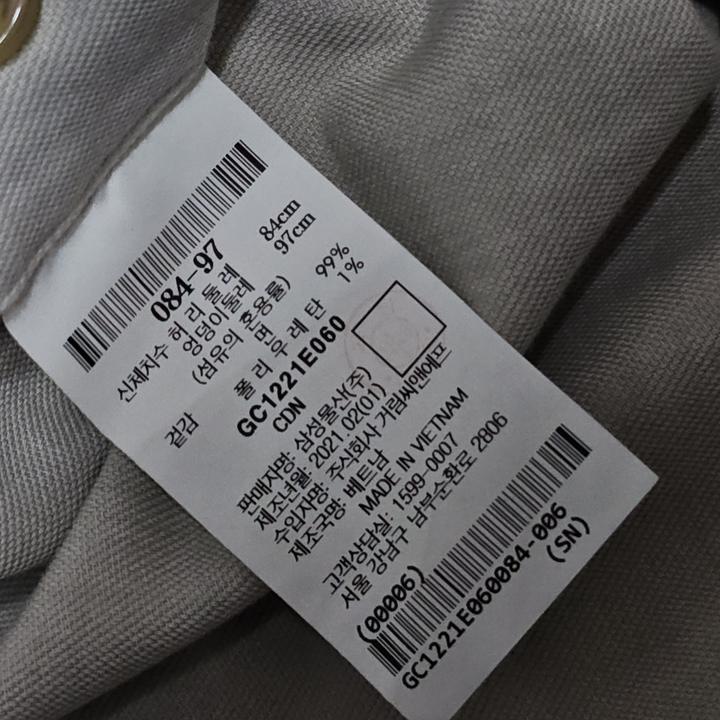 084-97
신체치수 허리둘레 84cm
엉덩이둘레 97cm
(섬유의 혼용률)
겉감 면 99%
폴리우레탄 1%
GC1221E060
CDN
판매자명: 삼성물산(주)
제조년월: 2021.02(01)
수입자명: 주식회사 거림씨앤에프
제조국명: 베트남
MADE IN VIETNAM
고객상담실: 1599-0007
서울 강남구 남부순환로 2806
(00006)
GC1221E060084-006
(SN)